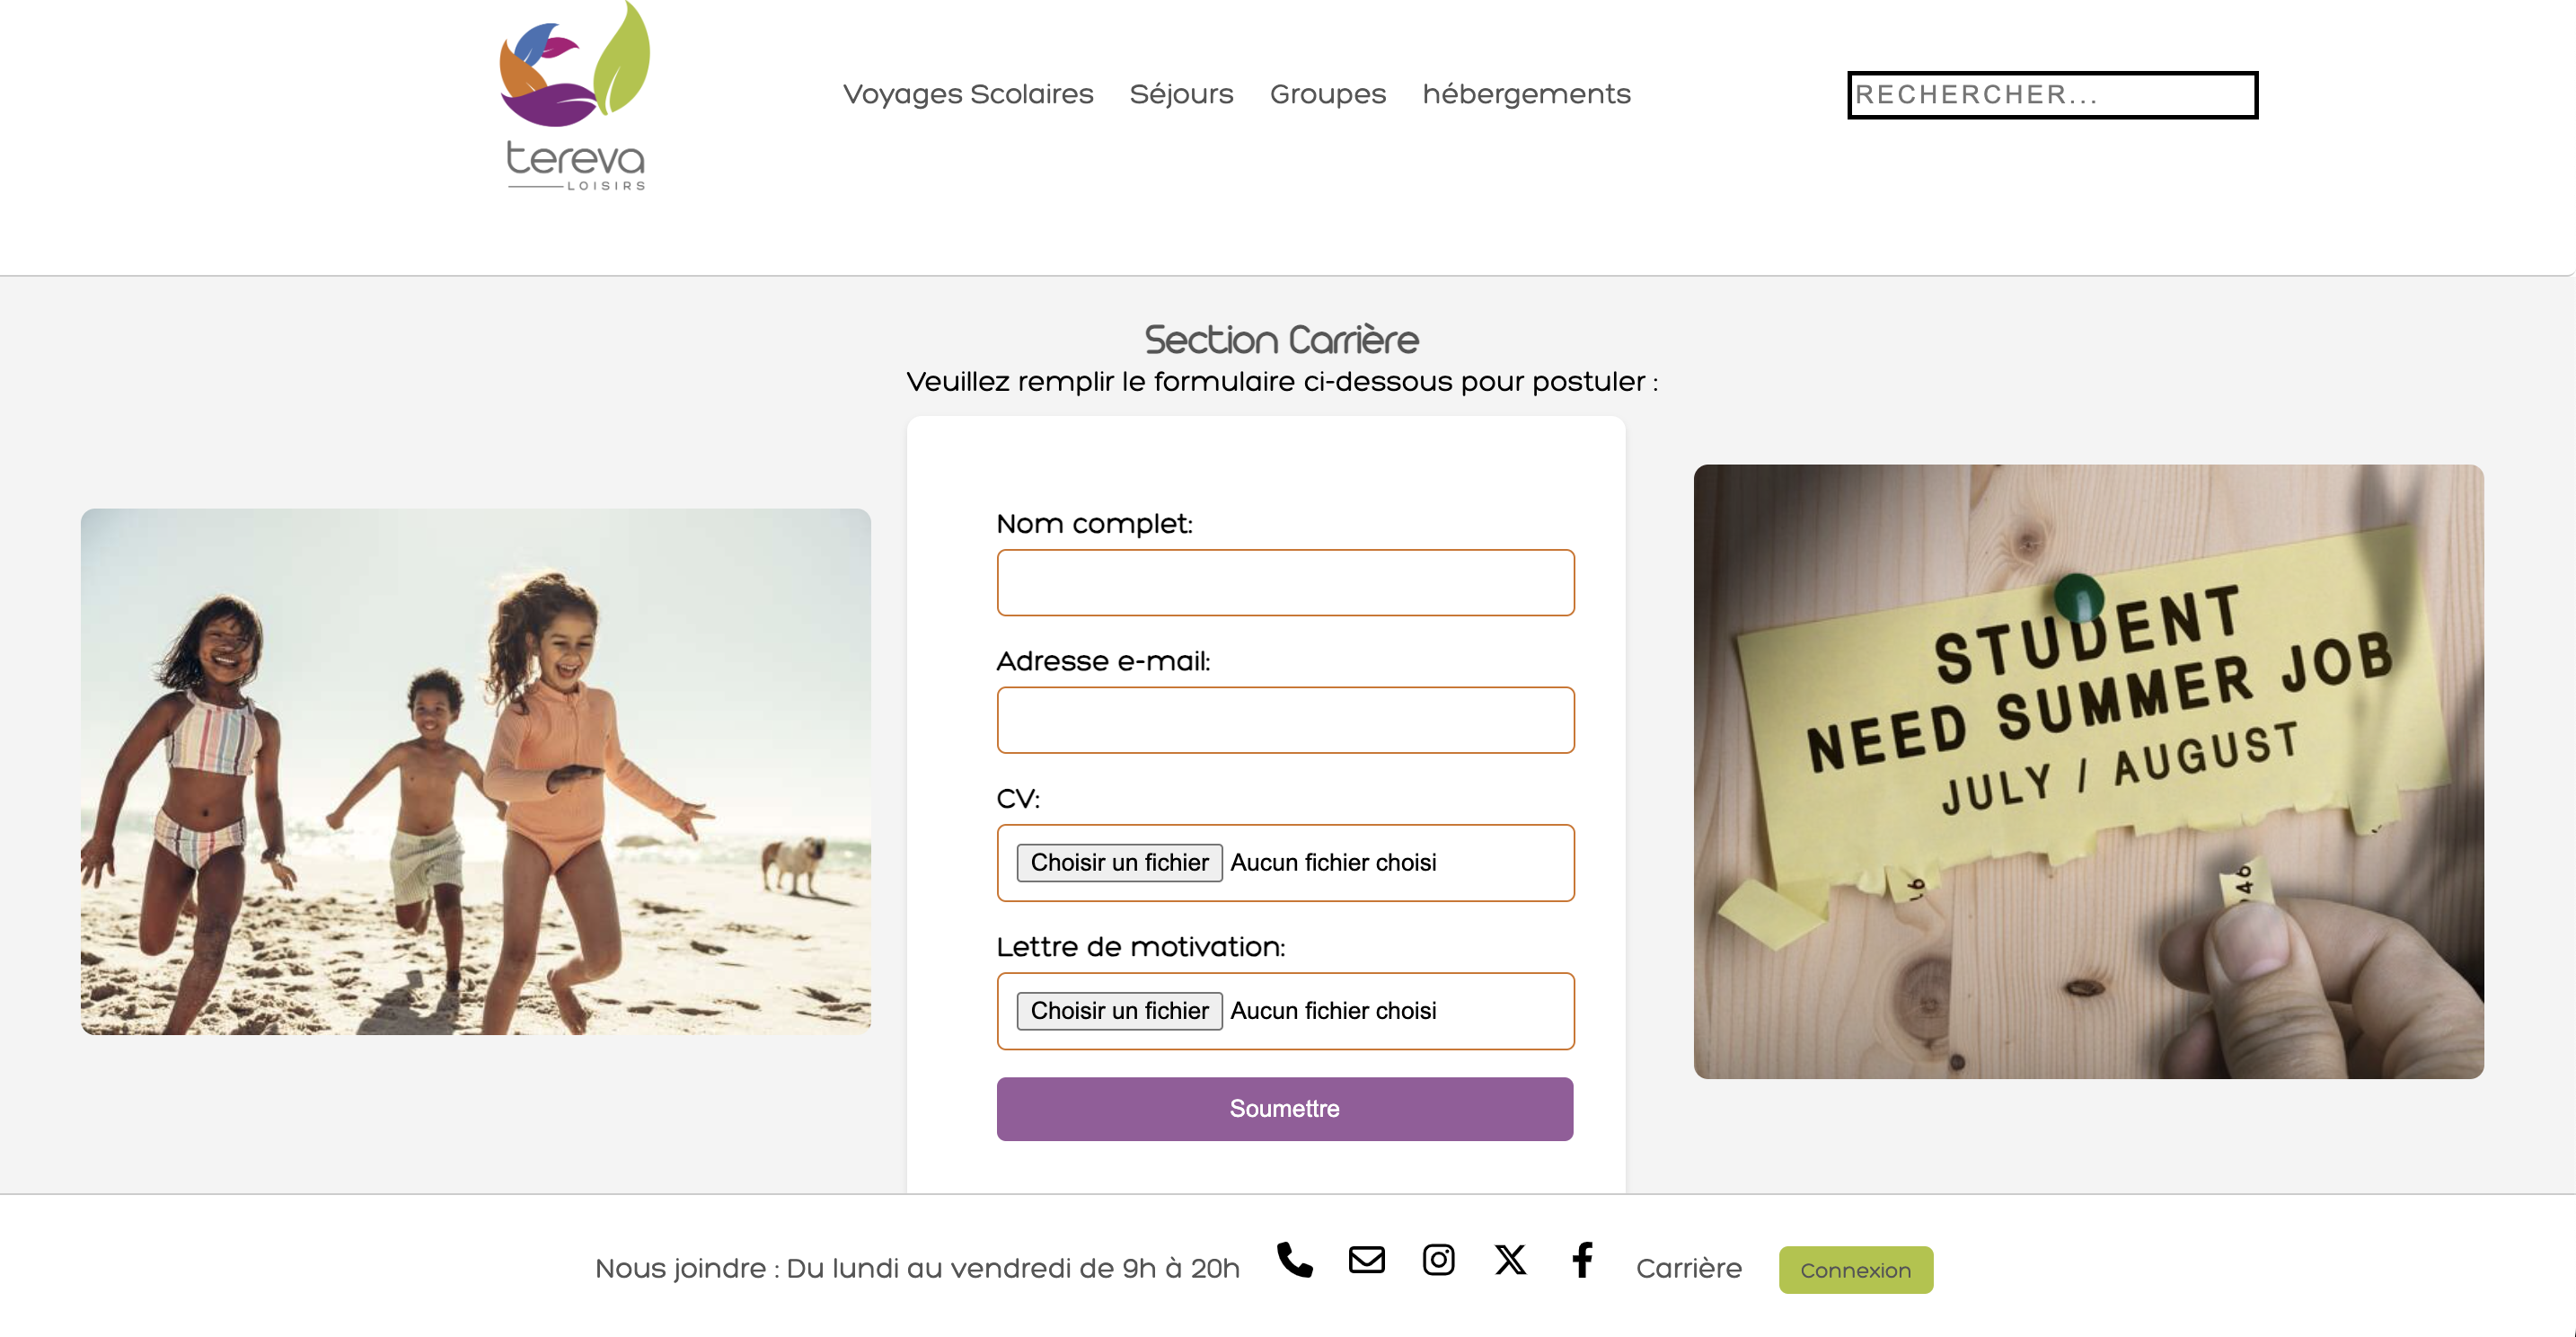 tereva
LOISIRS
Voyages Scolaires Séjours Groupes hébergements
RECHERCHER...
Section Carrière
Veuillez remplir le formulaire ci-dessous pour postuler :
Nom complet:
Adresse e-mail:
CV:
Choisir un fichier Aucun fichier choisi
Lettre de motivation:
Choisir un fichier Aucun fichier choisi
Soumettre
STUDENT
NEED SUMMER JOB
JULY / AUGUST
Nous joindre : Du lundi au vendredi de 9h à 20h
Carrière
Connexion